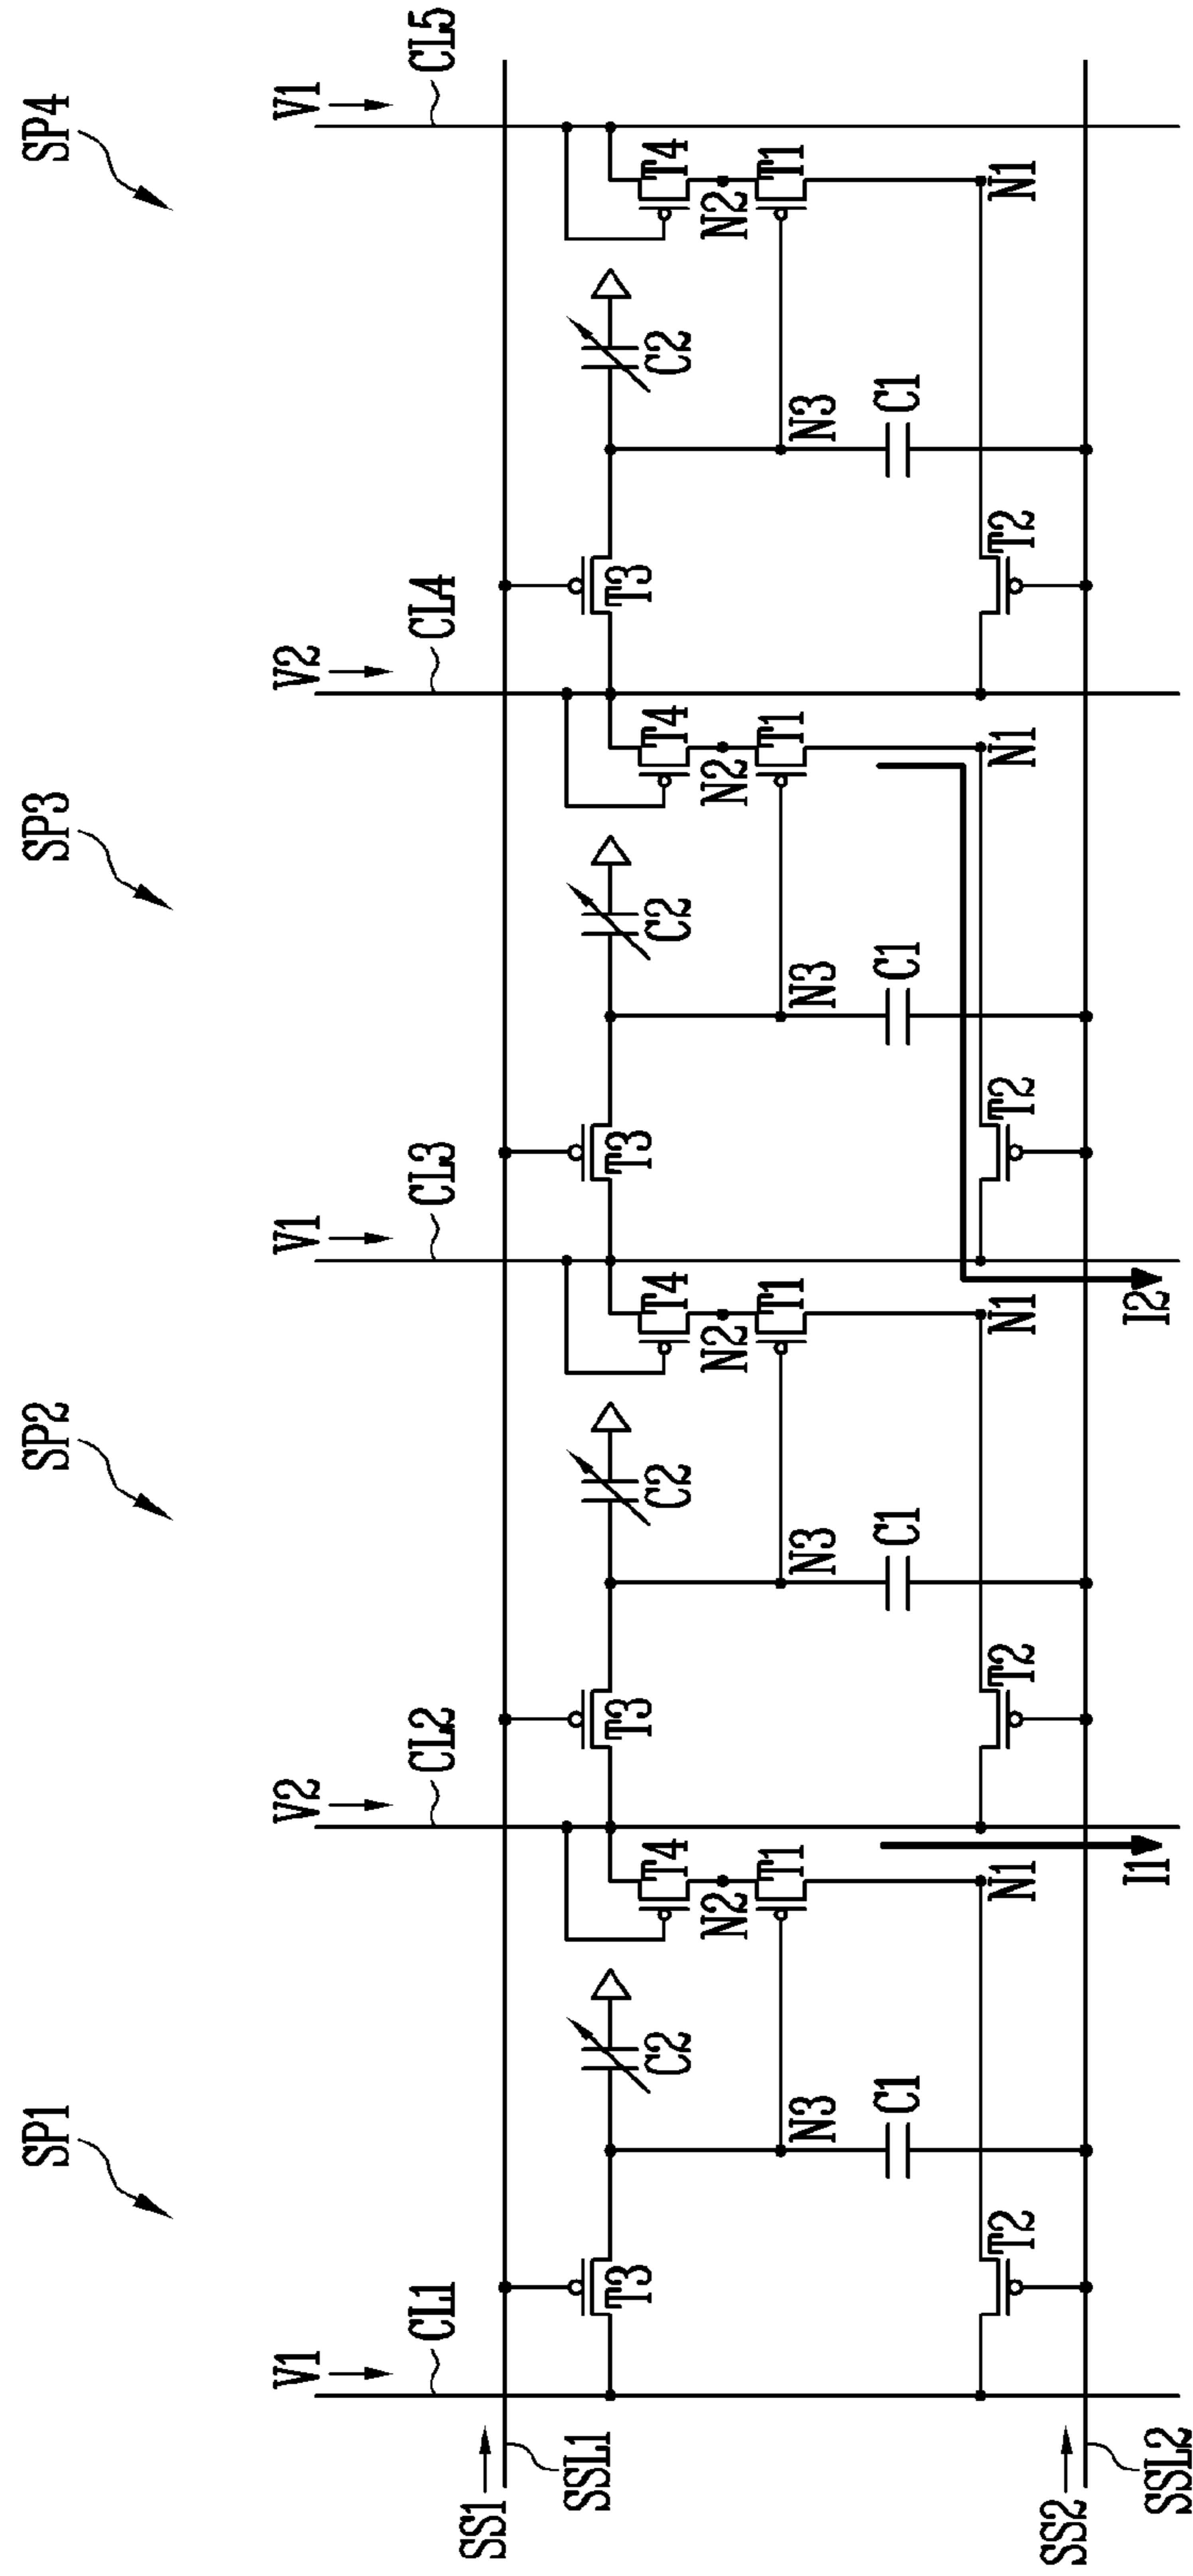 SP1 SP2 SP3 SP4
V1 V2 V1 V2 V1
CL1 CL2 CL3 CL4 CL5
SS1
SSL1
T3 C2 T4 T3 C2 T4 T3 C2 T4 T3 C2 T4
N2 N2 N2 N2
N3 T1 N3 T1 N3 T1 N3 T1
C1 C1 C1 C1
T2 N1 T2 N1 T2 N1 T2 N1
SS2
SSL2
I1 I2